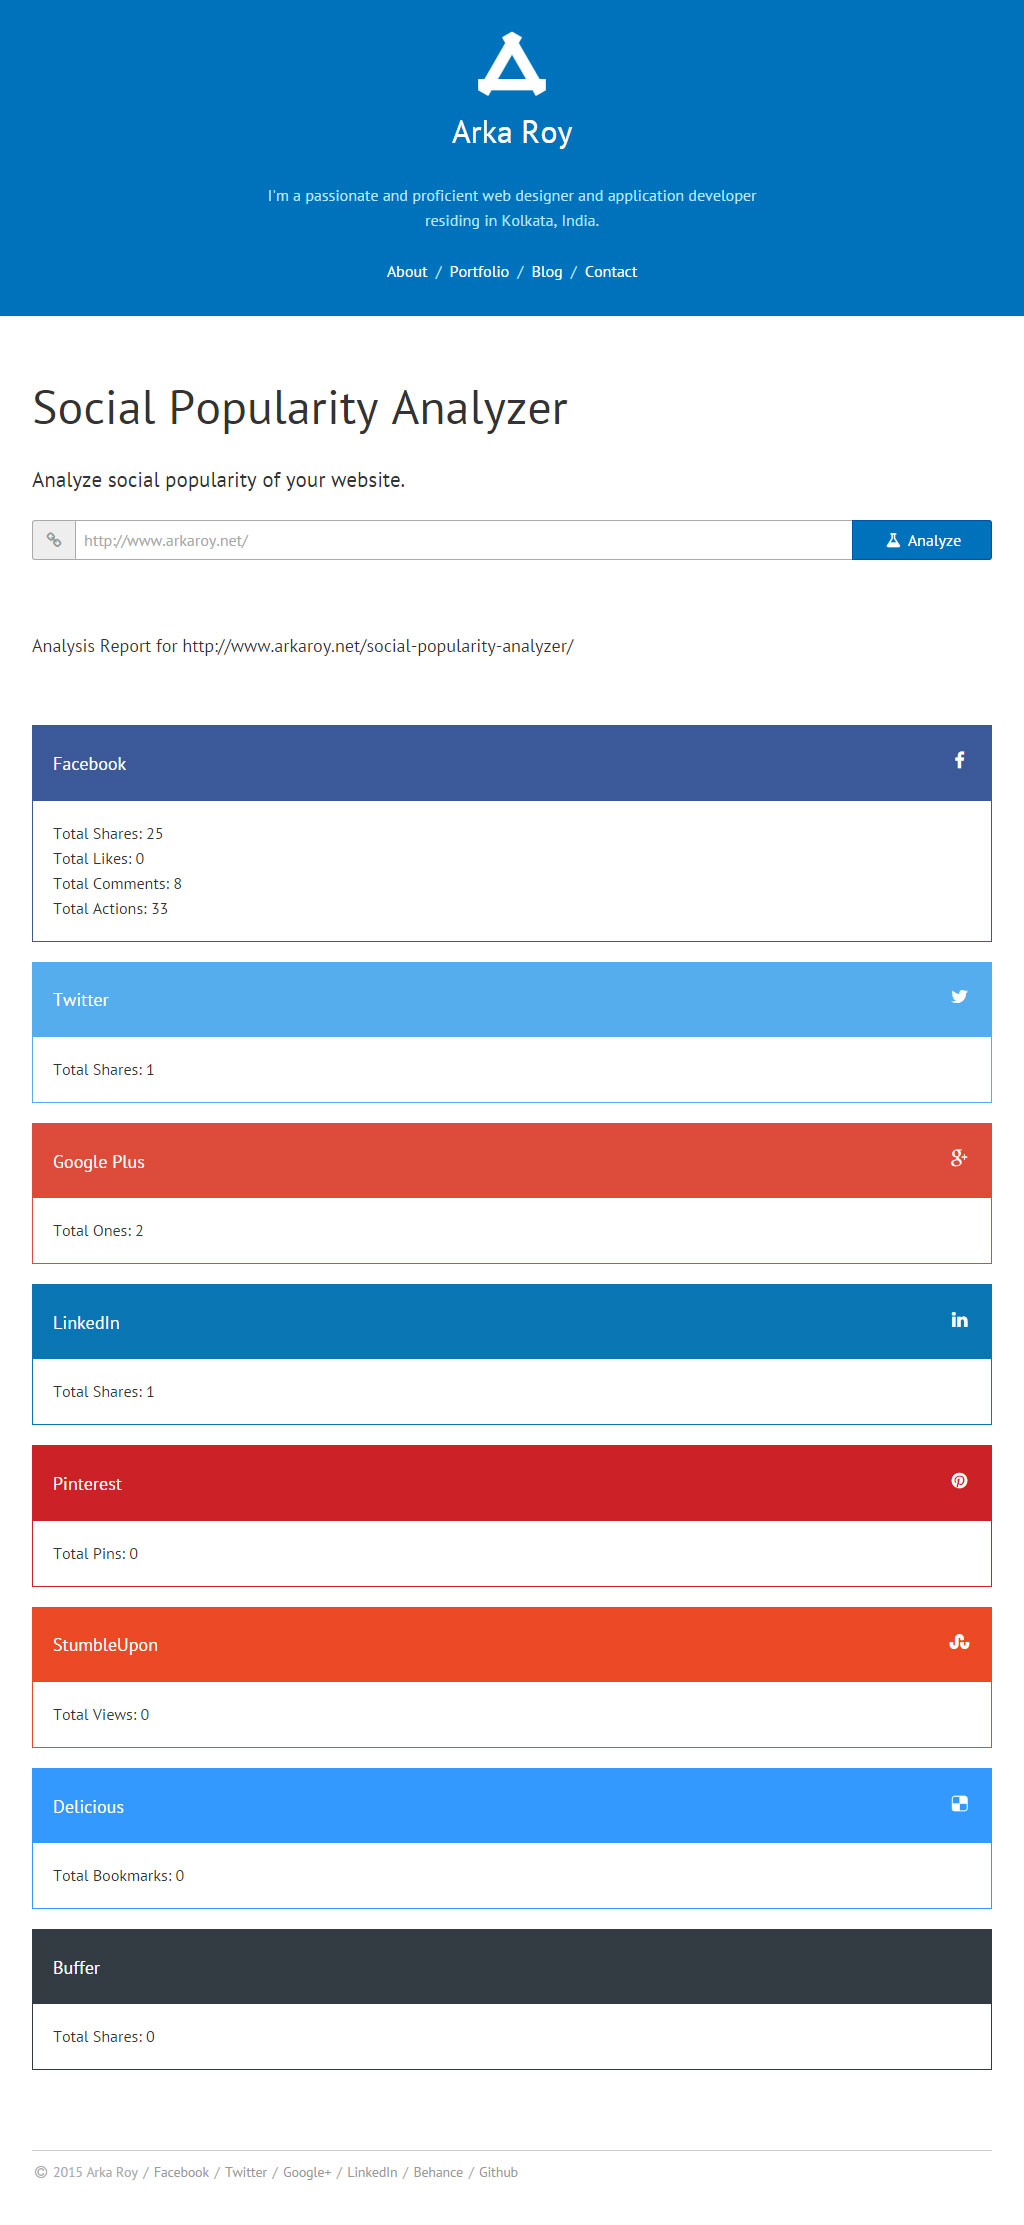 Arka Roy
I'm a passionate and proficient web designer and application developer
residing in Kolkata, India.
About / Portfolio / Blog / Contact
Social Popularity Analyzer
Analyze social popularity of your website.
http://www.arkaroy.net/ Analyze
Analysis Report for http://www.arkaroy.net/social-popularity-analyzer/
Facebook
Total Shares: 25
Total Likes: 0
Total Comments: 8
Total Actions: 33
Twitter
Total Shares: 1
Google Plus
Total Ones: 2
LinkedIn
Total Shares: 1
Pinterest
Total Pins: 0
StumbleUpon
Total Views: 0
Delicious
Total Bookmarks: 0
Buffer
Total Shares: 0
© 2015 Arka Roy / Facebook / Twitter / Google+ / LinkedIn / Behance / Github